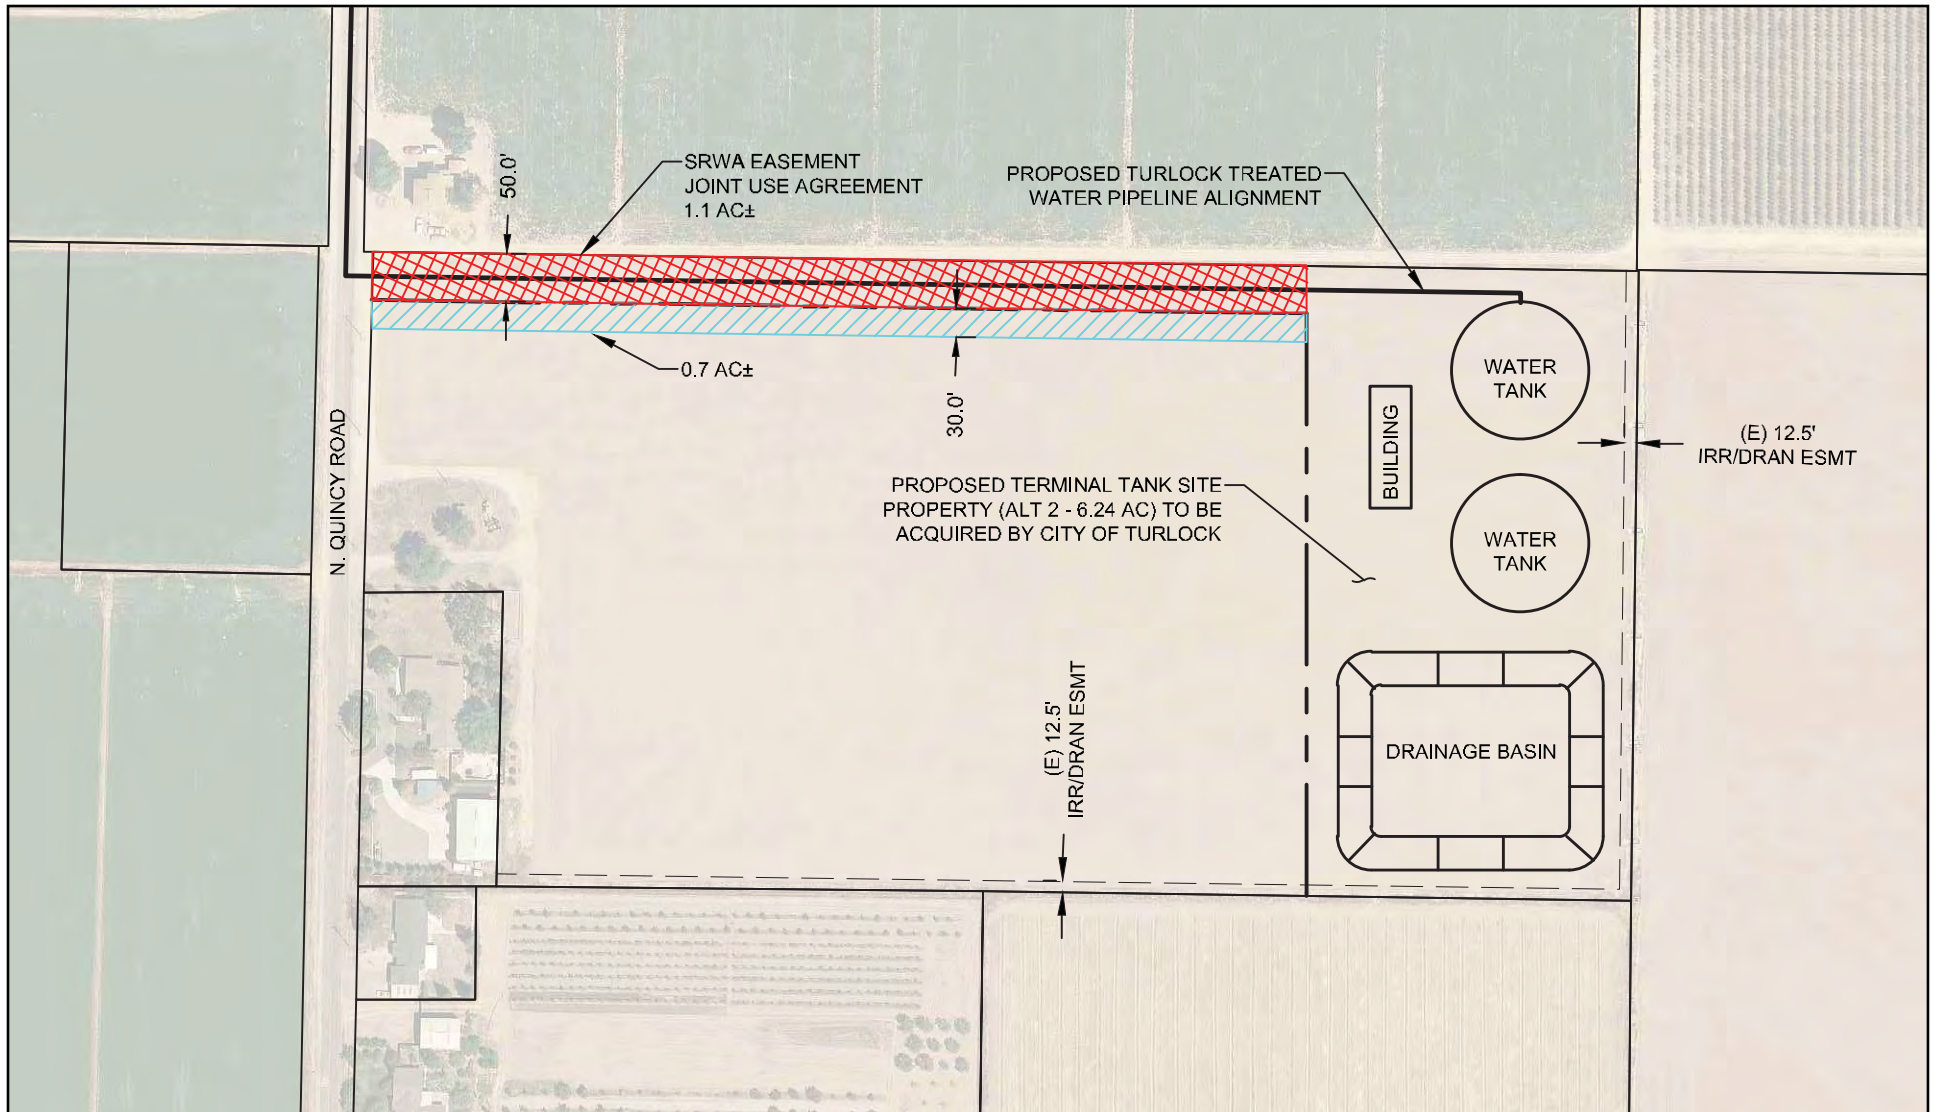 50.0'
SRWA EASEMENT
JOINT USE AGREEMENT
1.1 AC±
PROPOSED TURLOCK TREATED
WATER PIPELINE ALIGNMENT
0.7 AC±
30.0'
N. QUINCY ROAD
WATER
TANK
BUILDING
(E) 12.5'
IRR/DRAN ESMT
PROPOSED TERMINAL TANK SITE
PROPERTY (ALT 2 - 6.24 AC) TO BE
ACQUIRED BY CITY OF TURLOCK
WATER
TANK
(E) 12.5'
IRR/DRAN ESMT
DRAINAGE BASIN